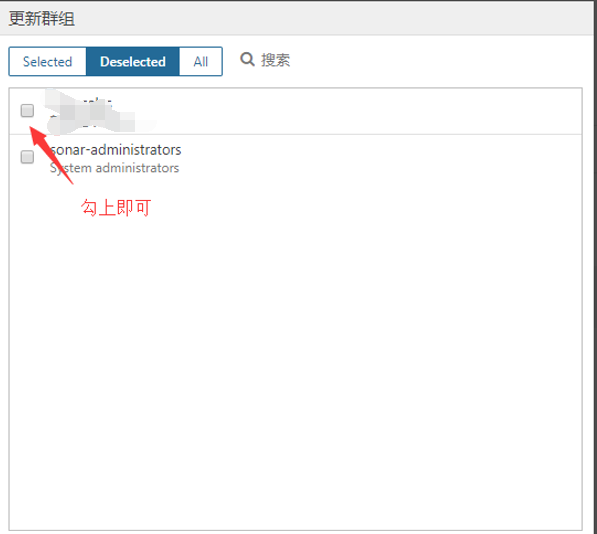 更新群组
Selected Deselected All 搜索
sonar-administrators
System administrators
勾上即可